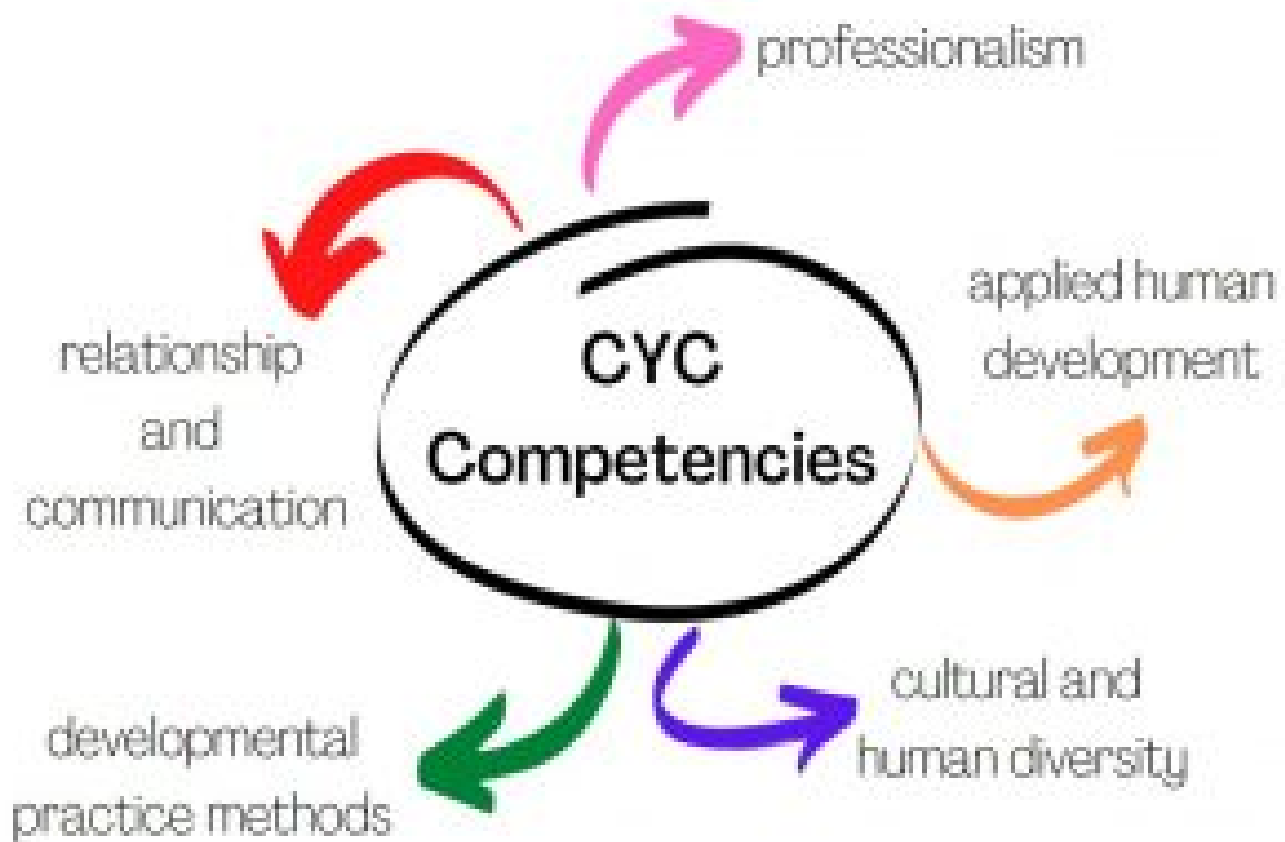 professionalism
applied human
development
CYC
Competencies
relationship
and
communication
cultural and
human diversity
developmental
practice methods